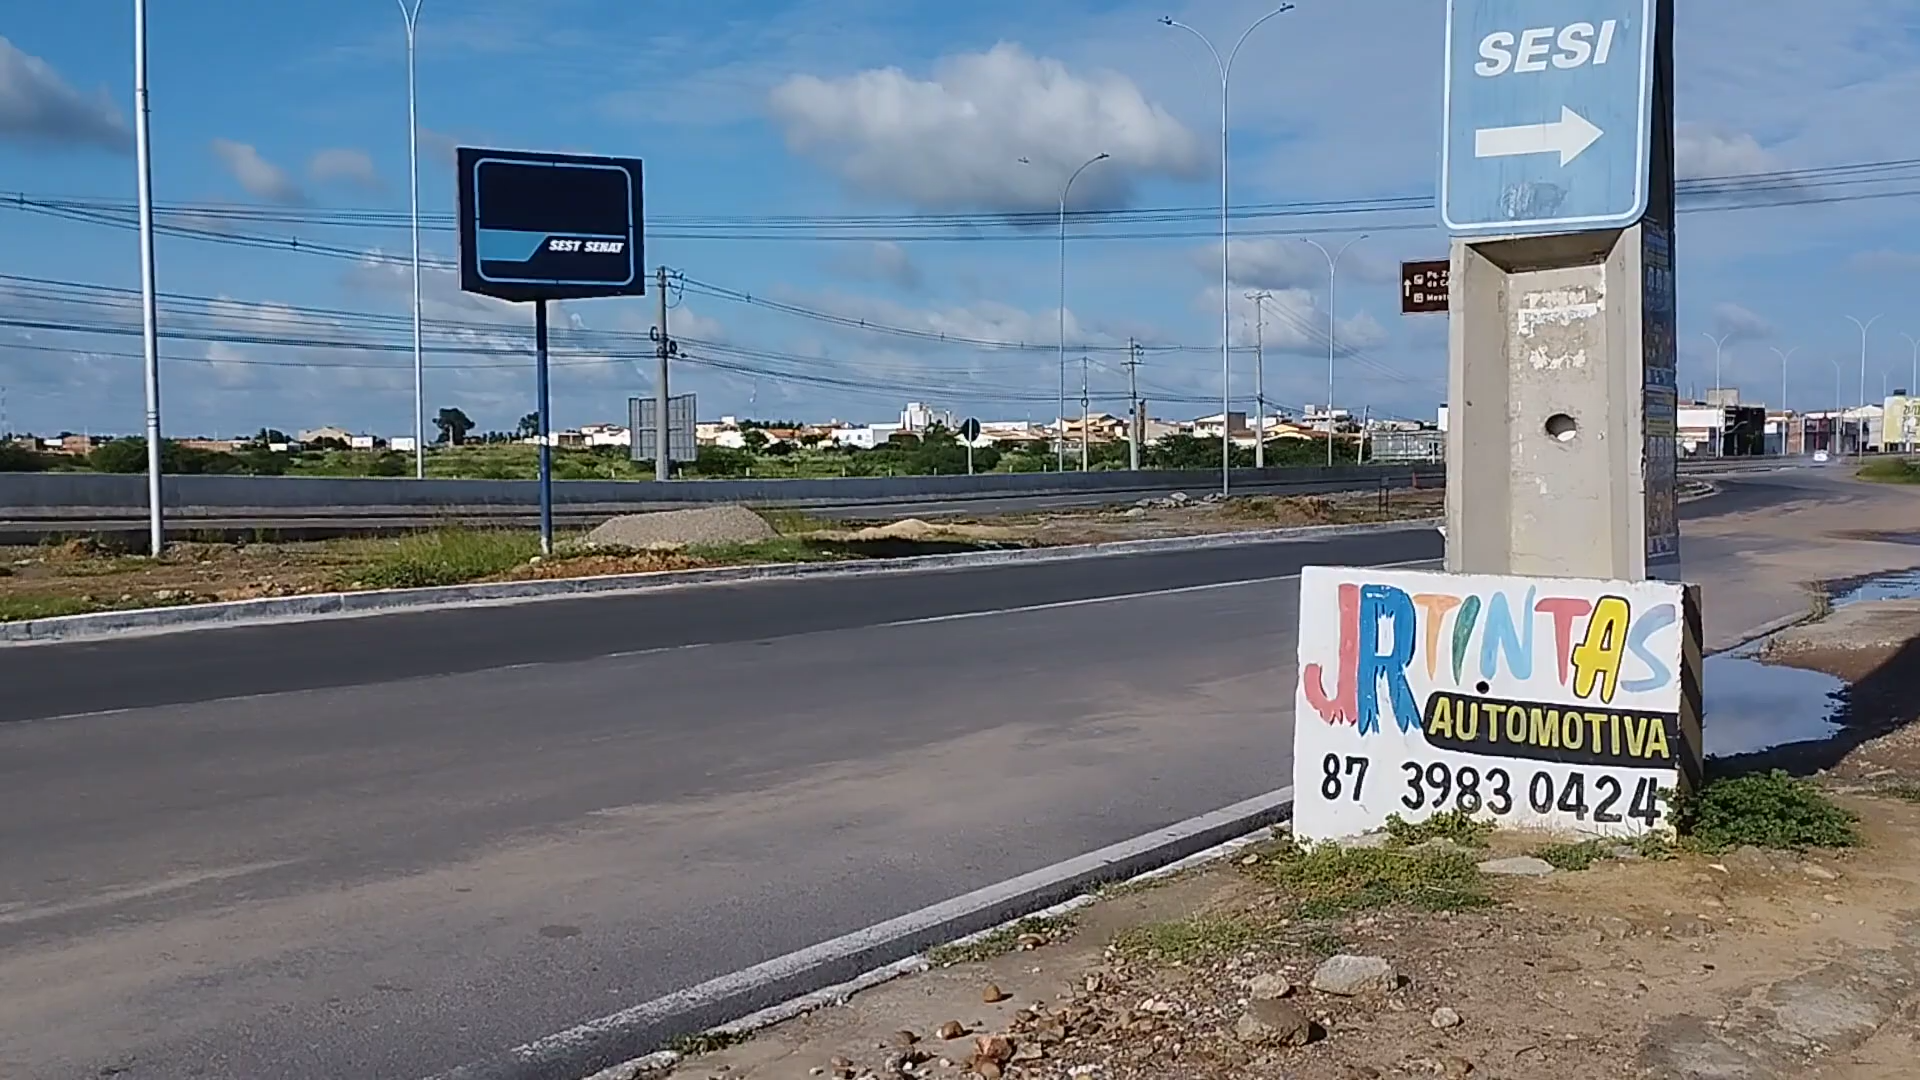 SESI
SEST SENAT
JR TINTAS
AUTOMOTIVA
87 3983 0424